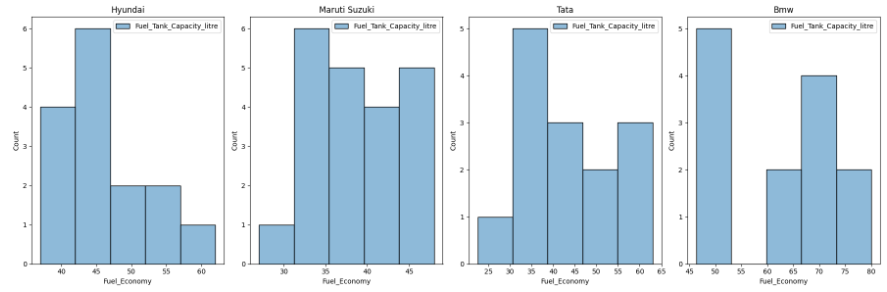 Hyundai
Fuel_Tank_Capacity_litre
6
5
4
3
2
1
0
Count
40 45 50 55 60
Fuel_Economy
Maruti Suzuki
Fuel_Tank_Capacity_litre
6
5
4
3
2
1
0
Count
30 35 40 45
Fuel_Economy
Tata
Fuel_Tank_Capacity_litre
5
4
3
2
1
0
Count
25 30 35 40 45 50 55 60 65
Fuel_Economy
Bmw
Fuel_Tank_Capacity_litre
5
4
3
2
1
0
Count
45 50 55 60 65 70 75 80
Fuel_Economy